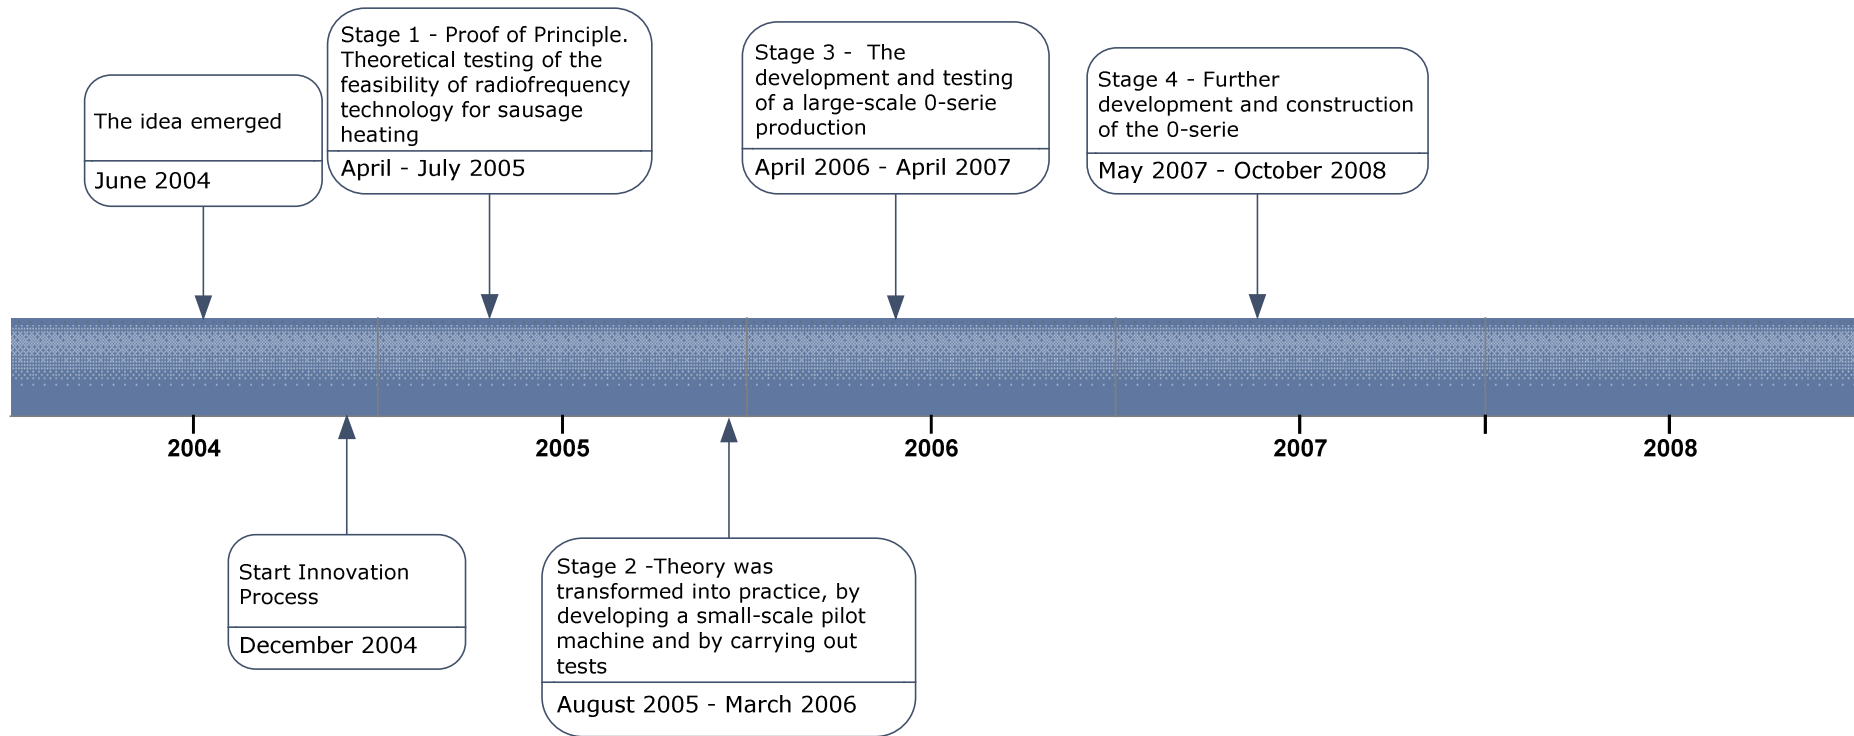 The idea emerged
June 2004
Stage 1 - Proof of Principle.
Theoretical testing of the
feasibility of radiofrequency
technology for sausage
heating
April - July 2005
Stage 3 -  The
development and testing
of a large-scale 0-serie
production
April 2006 - April 2007
Stage 4 - Further
development and construction
of the 0-serie
May 2007 - October 2008
2004
2005
2006
2007
2008
Start Innovation
Process
December 2004
Stage 2 -Theory was
transformed into practice, by
developing a small-scale pilot
machine and by carrying out
tests
August 2005 - March 2006